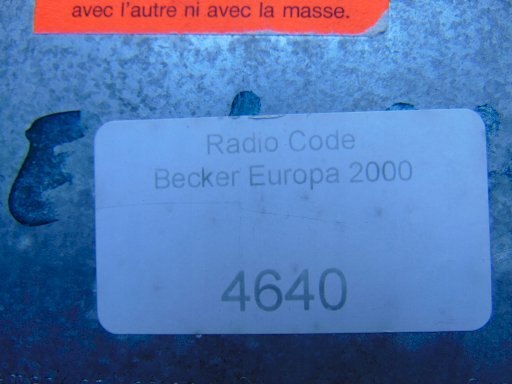 avec l'autre ni avec la masse.
Radio Code
Becker Europa 2000
4640